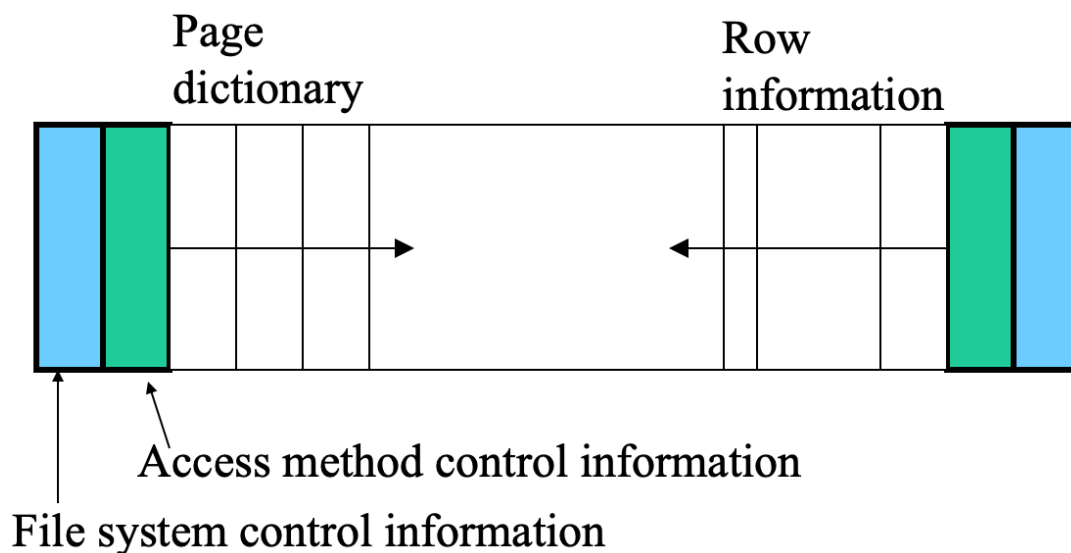 Page
dictionary
Row
information
Access method control information
File system control information